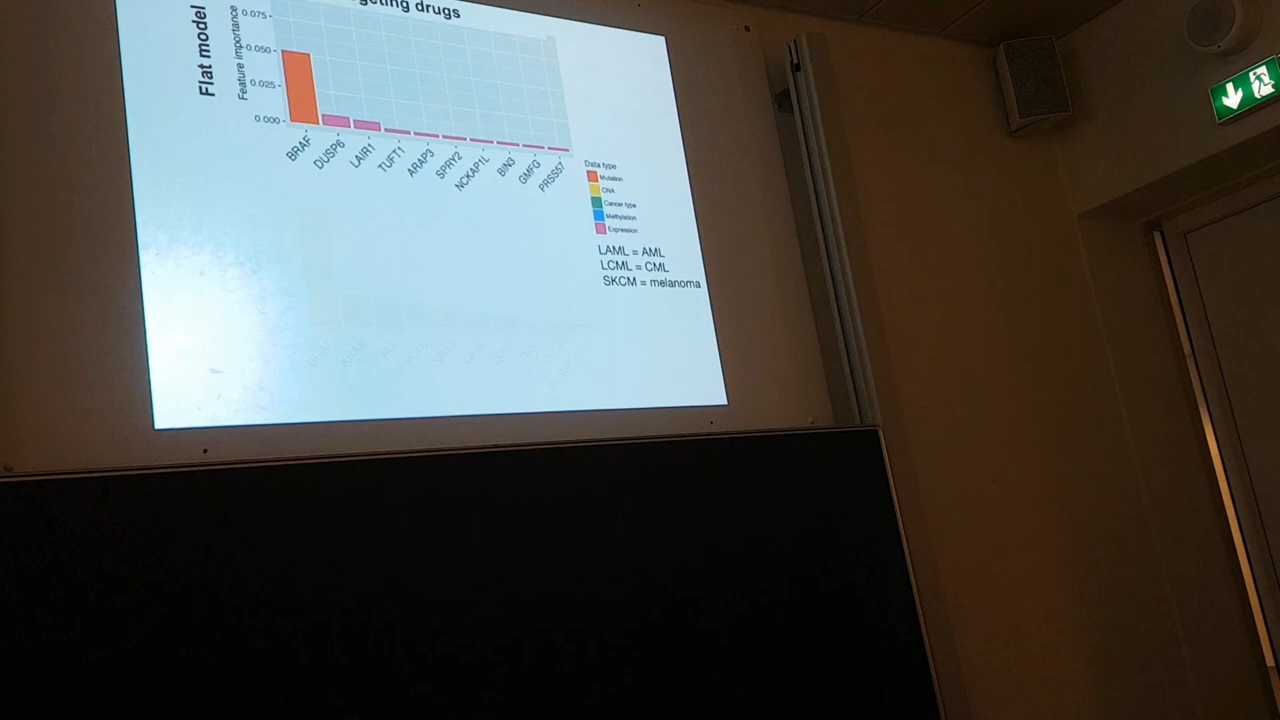 drugs
Flat model
Feature importance
0.075
0.050
0.025
0.000
BRAF
DUSP6
LAIR1
TUFT1
ARAP3
SPRY2
NCKAP1L
BIN3
GMFG
PRSS57
Data type
Mutation
CNA
Cancer type
Methylation
Expression
LAML = AML
LCML = CML
SKCM = melanoma